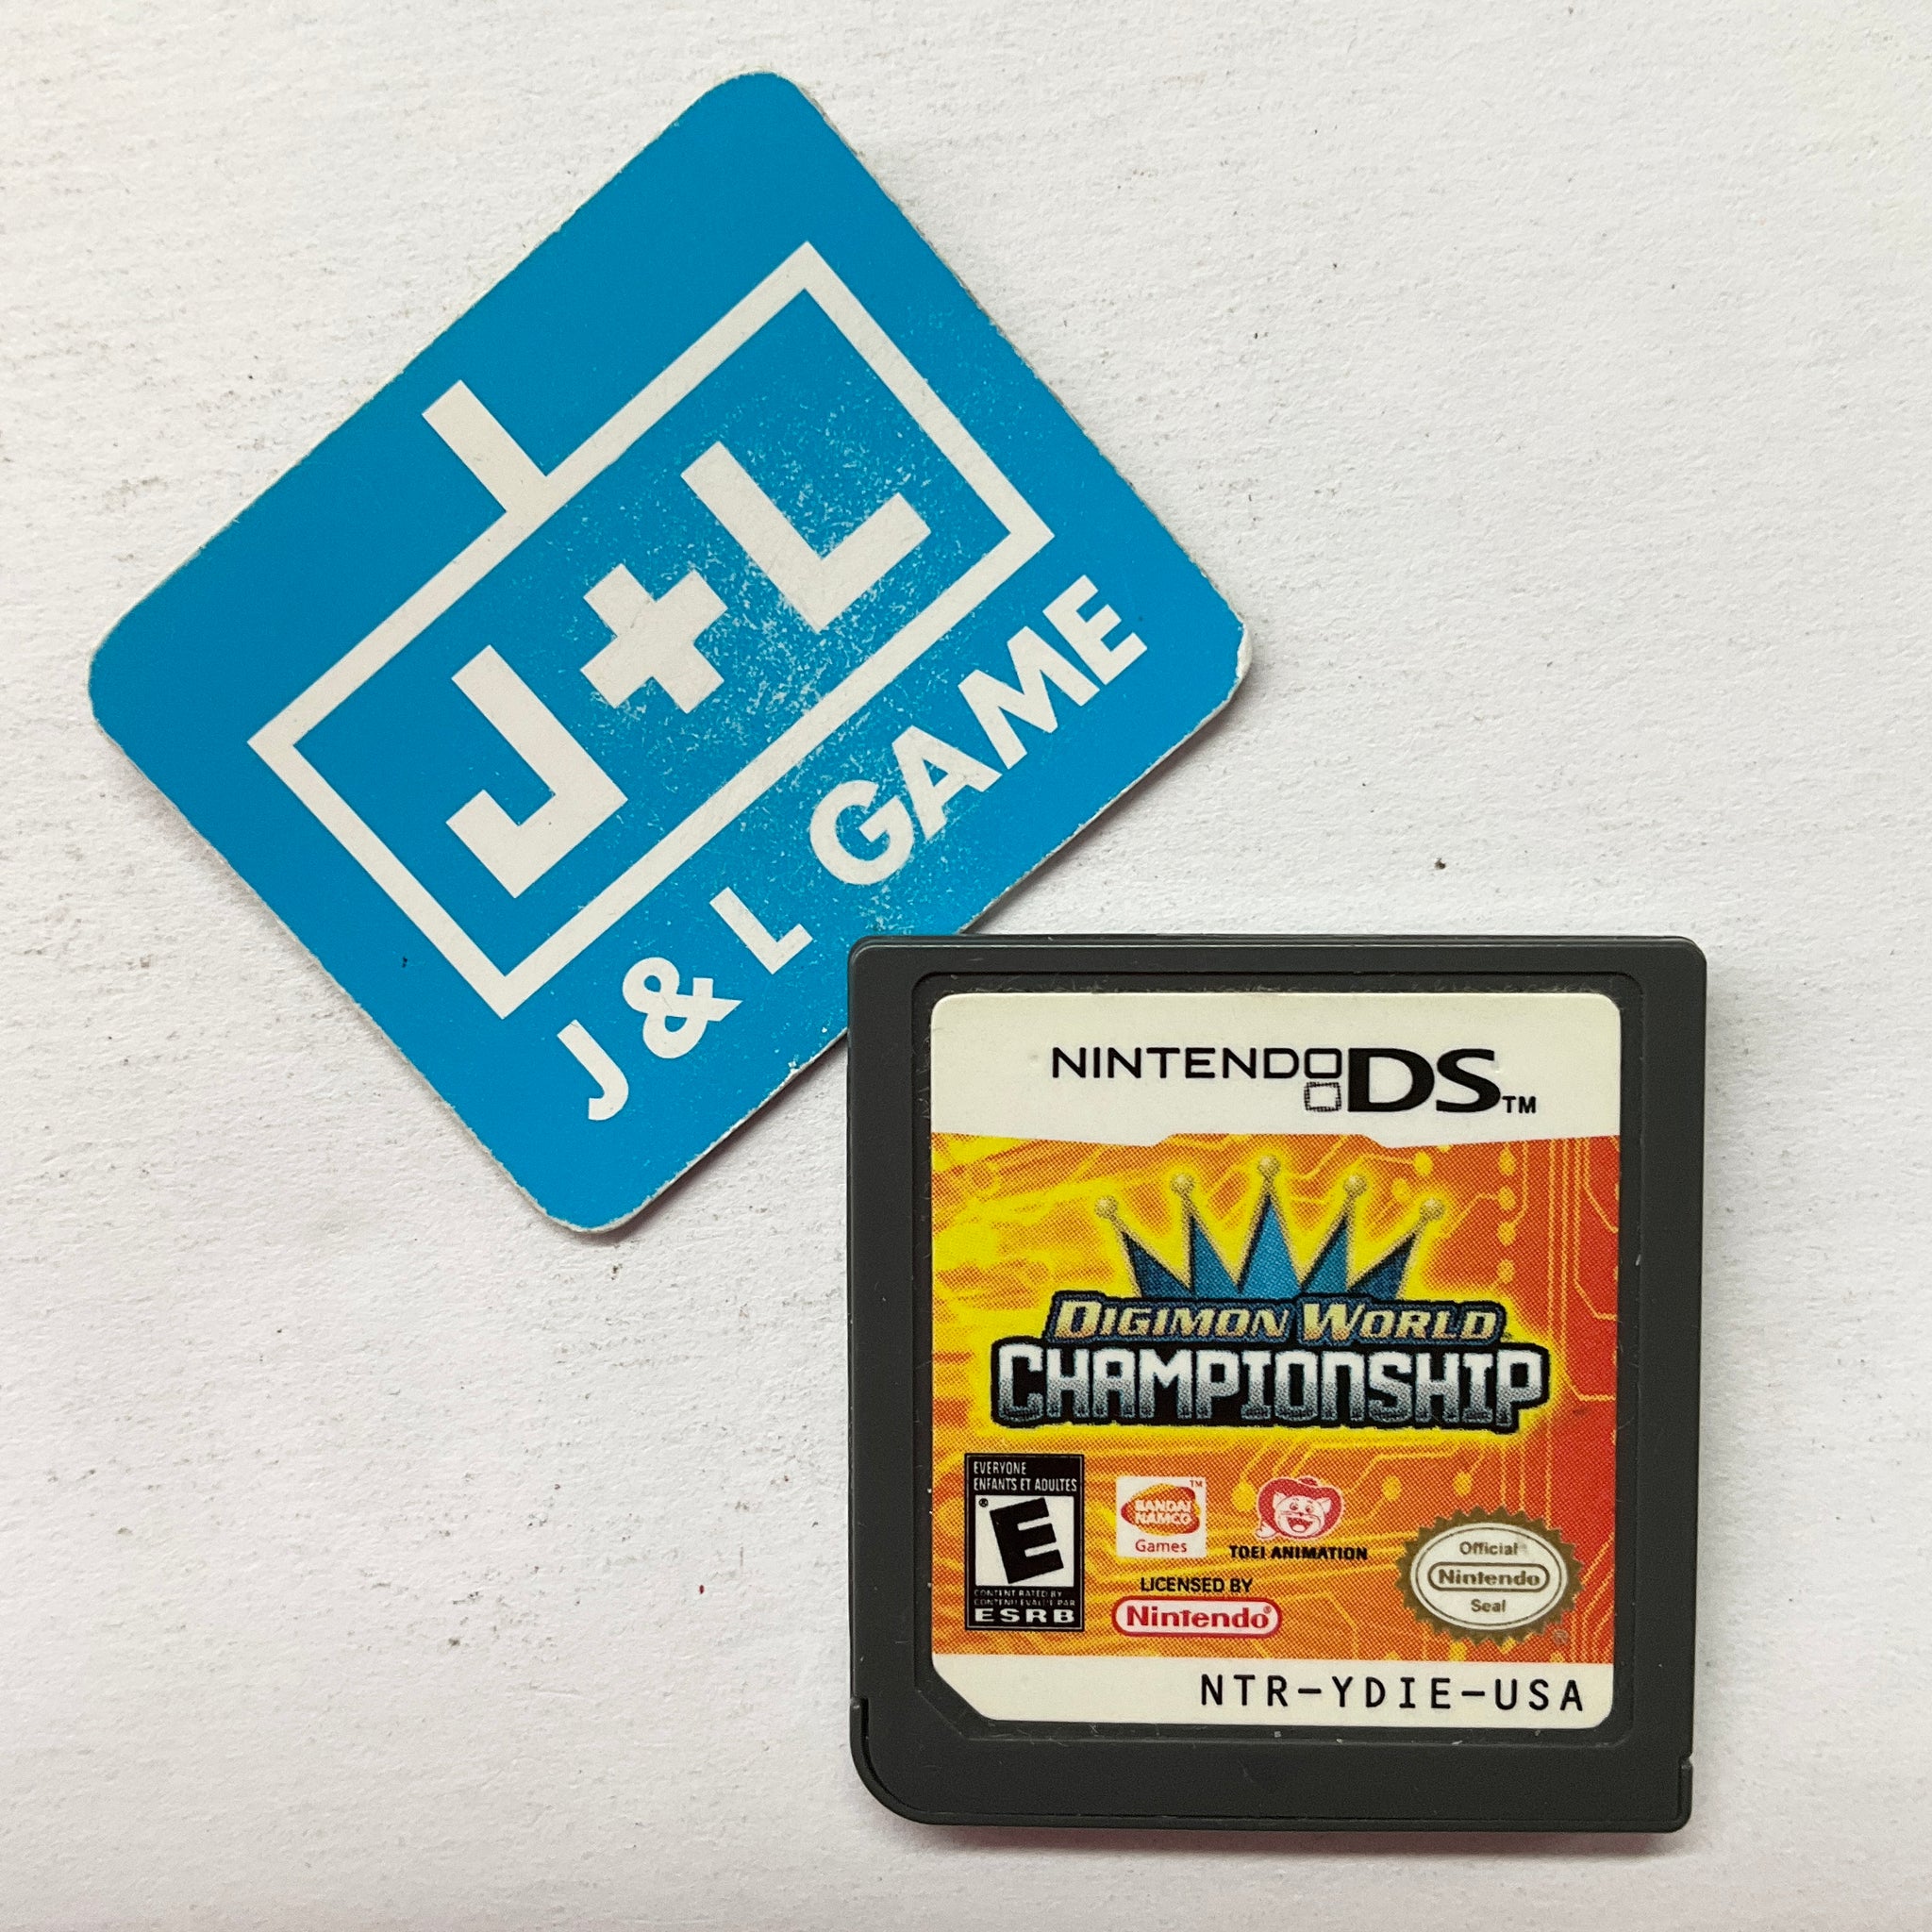 J+L
J & L GAME
NINTENDO DS™
DIGIMON WORLD
CHAMPIONSHIP
EVERYONE
ENFANTS ET ADULTES
E®
CONTENT RATED BY
CONTENU ÉVALUÉ PAR
ESRB
BANDAI
NAMCO
Games
™
TOEI ANIMATION
LICENSED BY
Nintendo®
Official
Nintendo
Seal
®
NTR-YDIE-USA